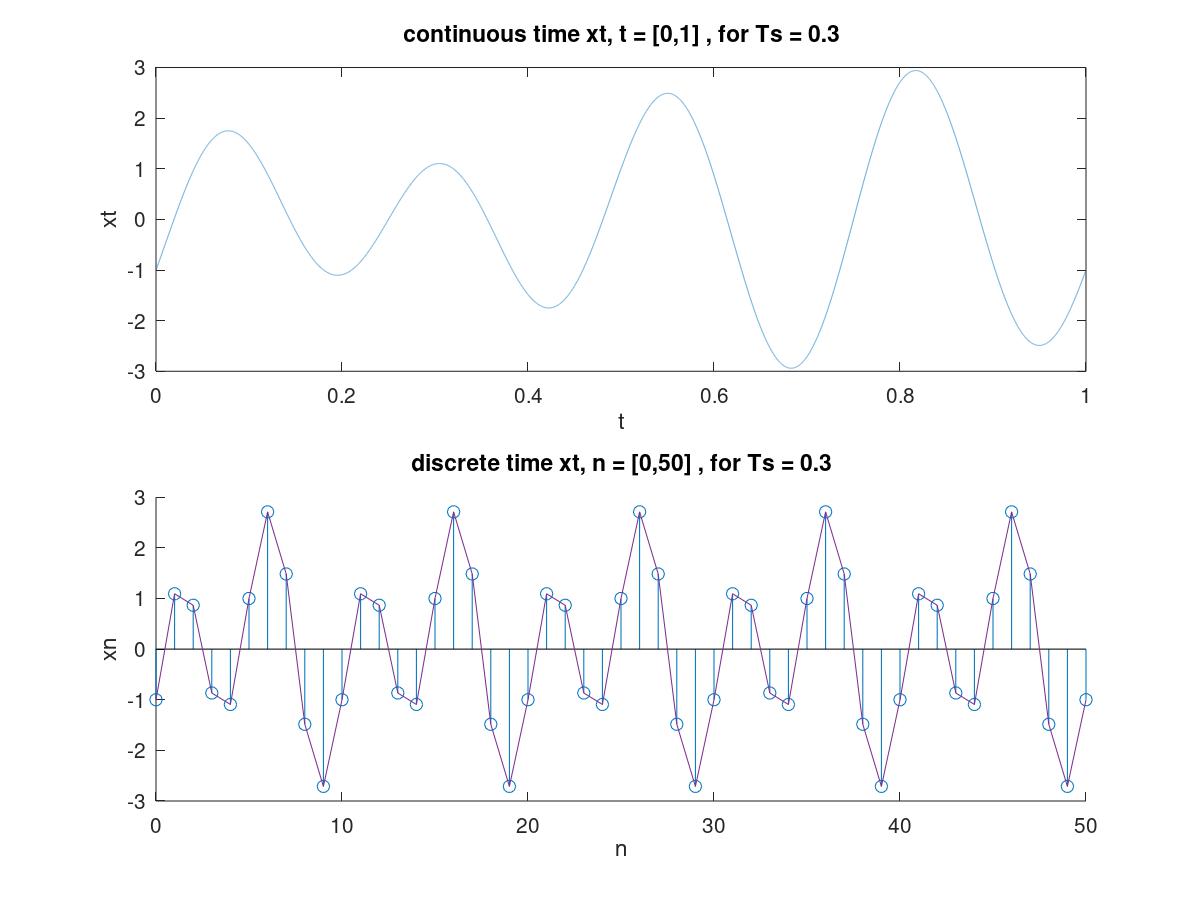 continuous time xt, t = [0,1] , for Ts = 0.3
3
2
1
0
-1
-2
-3
xt
0 0.2 0.4 0.6 0.8 1
t
discrete time xt, n = [0,50] , for Ts = 0.3
3
2
1
0
-1
-2
-3
xn
0 10 20 30 40 50
n